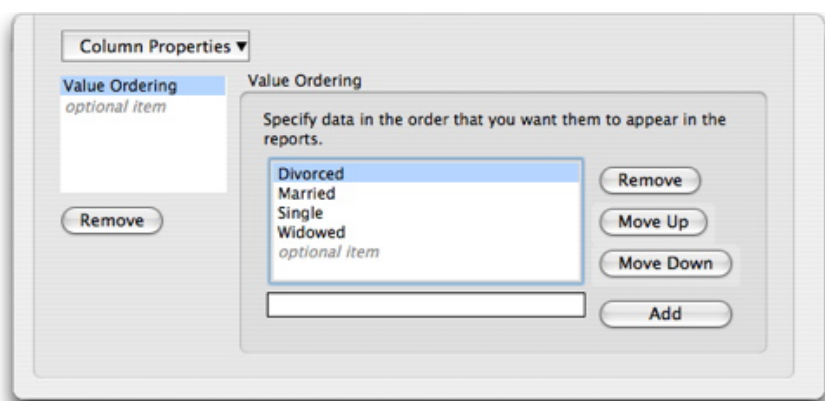 Column Properties ▼
Value Ordering
optional item
Remove
Value Ordering
Specify data in the order that you want them to appear in the
reports.
Divorced
Married
Single
Widowed
optional item
Remove
Move Up
Move Down
Add